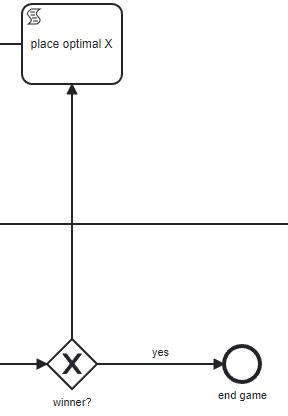 place optimal X
yes
winner?
end game